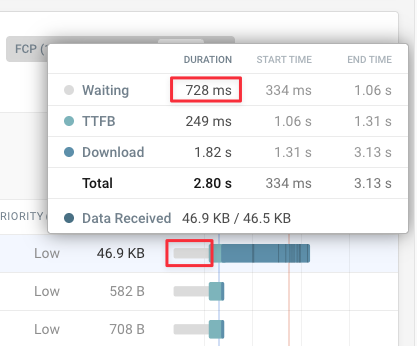 FCP (
DURATION START TIME END TIME
Waiting 728 ms 334 ms 1.06 s
TTFB 249 ms 1.06 s 1.31 s
Download 1.82 s 1.31 s 3.13 s
Total 2.80 s 334 ms 3.13 s
Data Received 46.9 KB / 46.5 KB
RIORITY
Low 46.9 KB
Low 582 B
Low 708 B